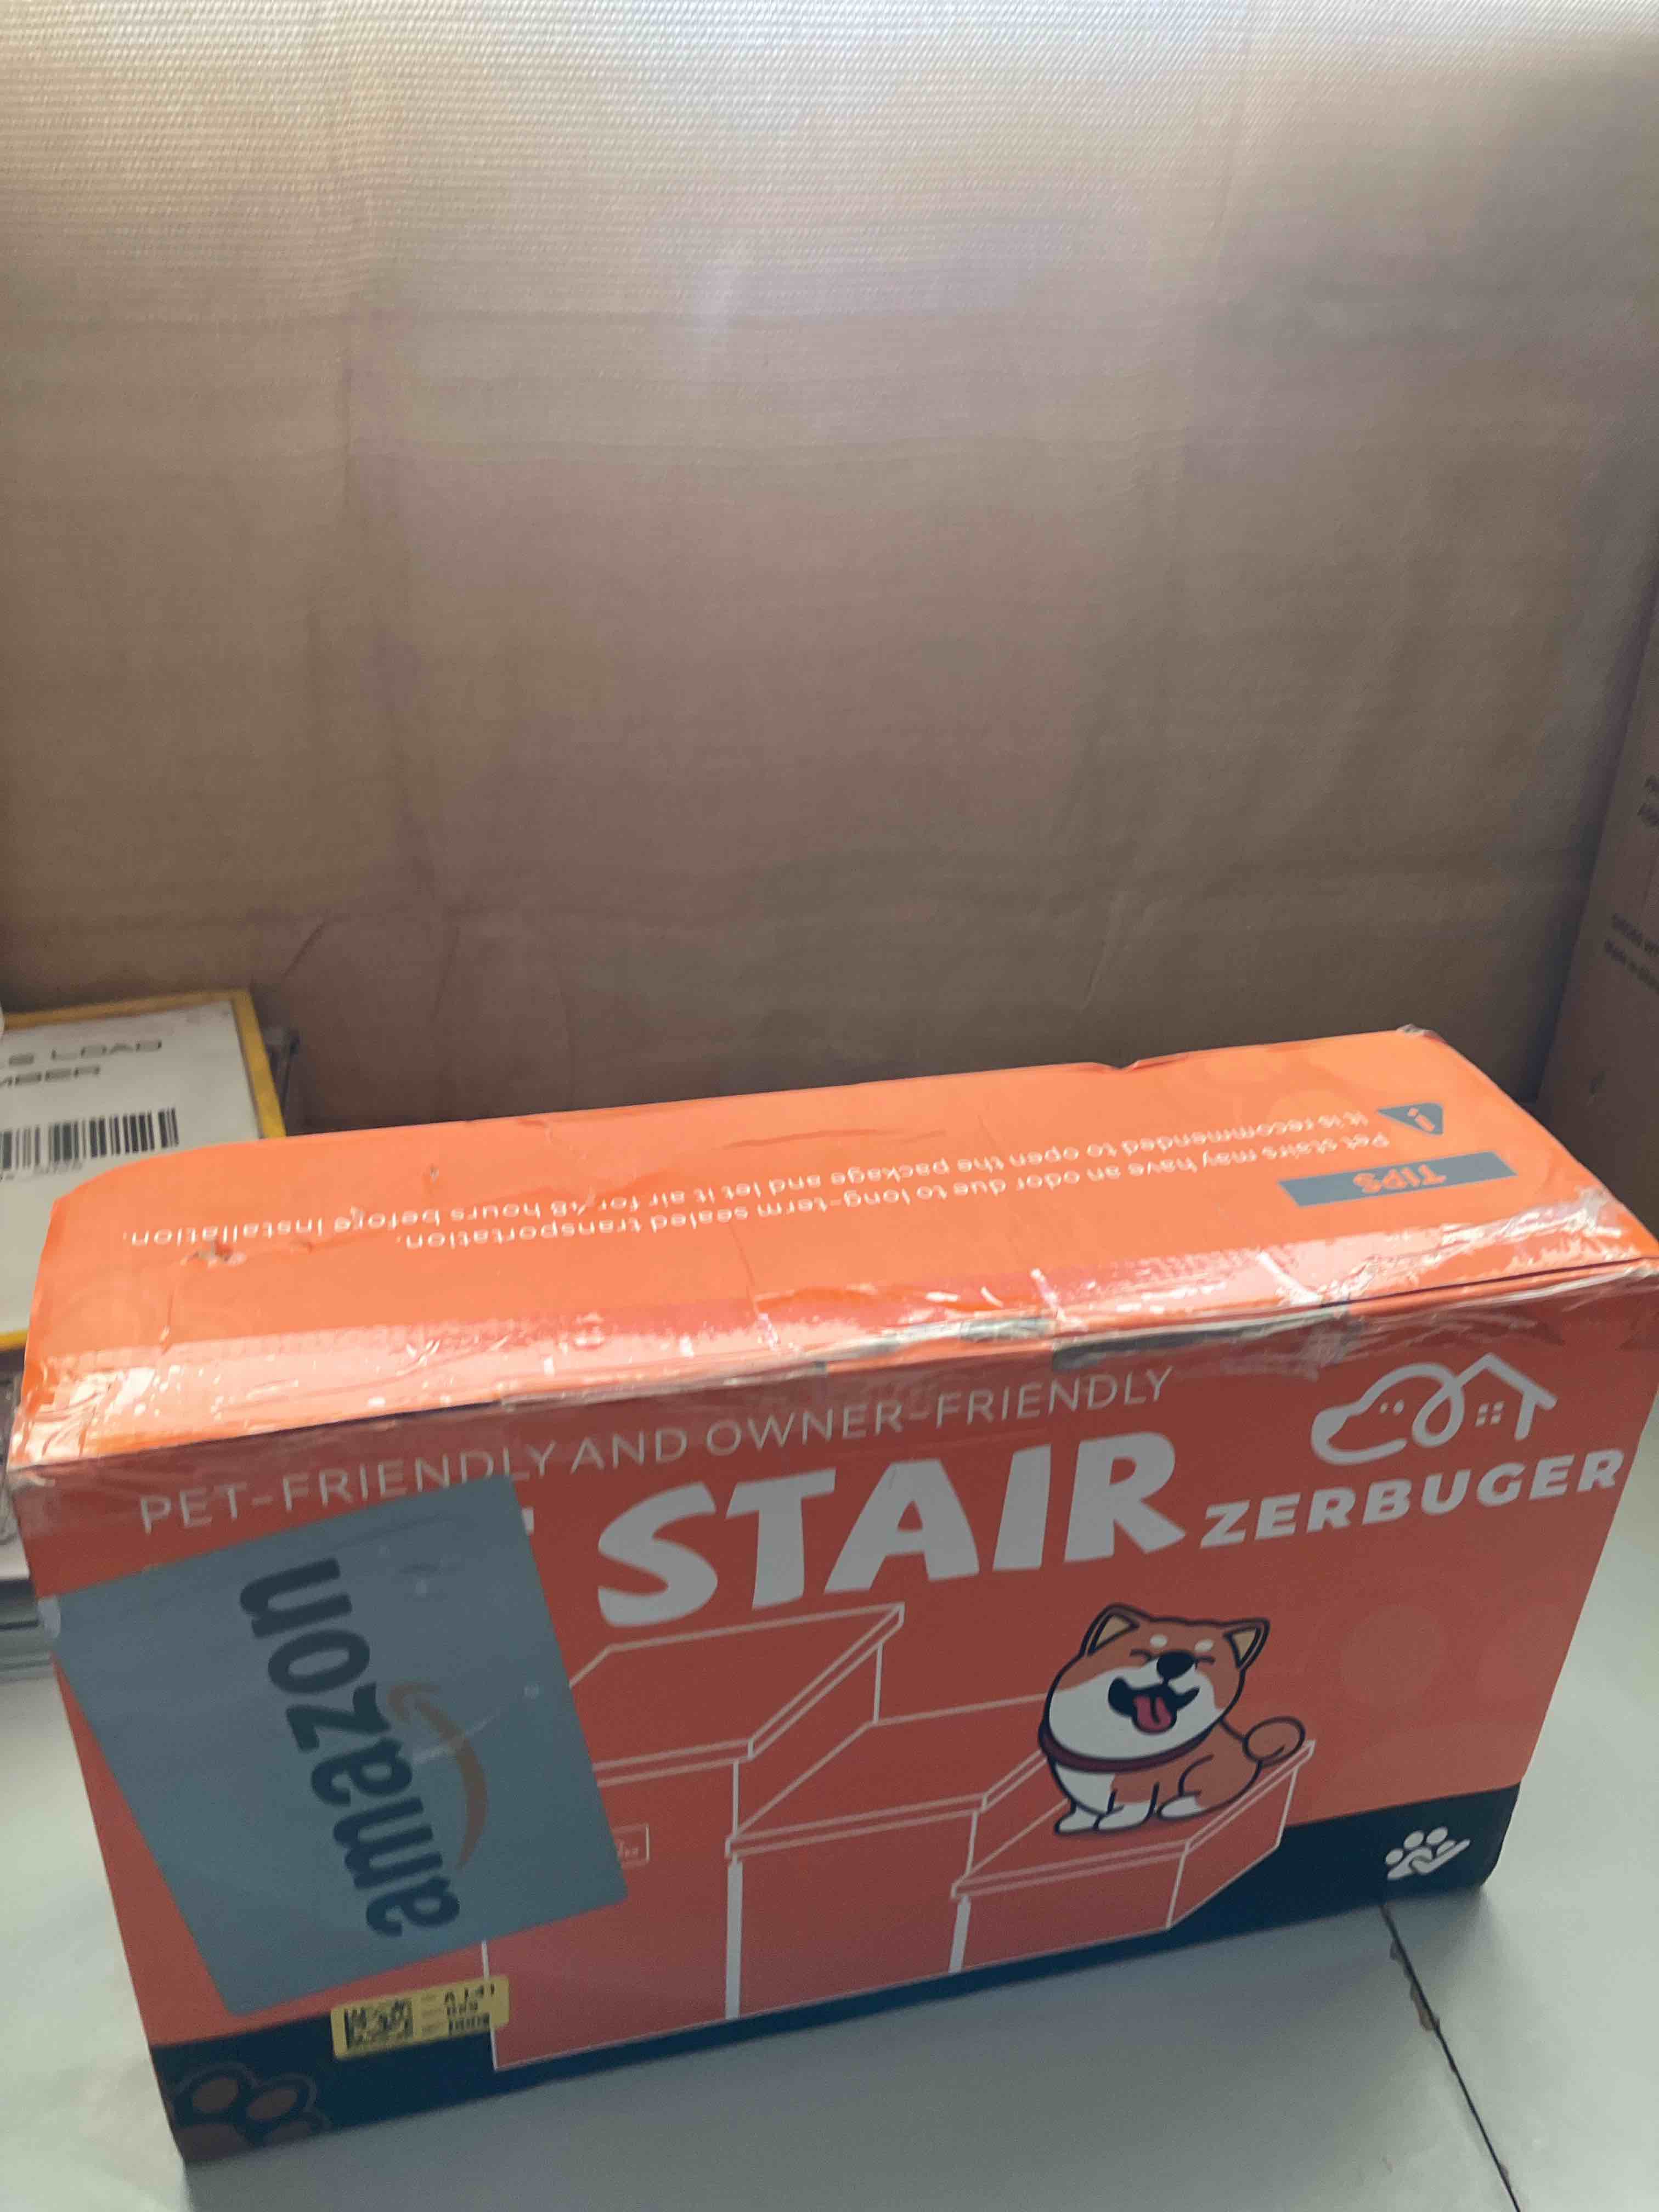 LOAD
TIPS
Pet stairs may have an odor due to long-term sealed transportation.
It is recommended to open the package and let it air for 48 hours before installation.
PET-FRIENDLY AND OWNER-FRIENDLY
STAIR
ZERBUGER
amazon